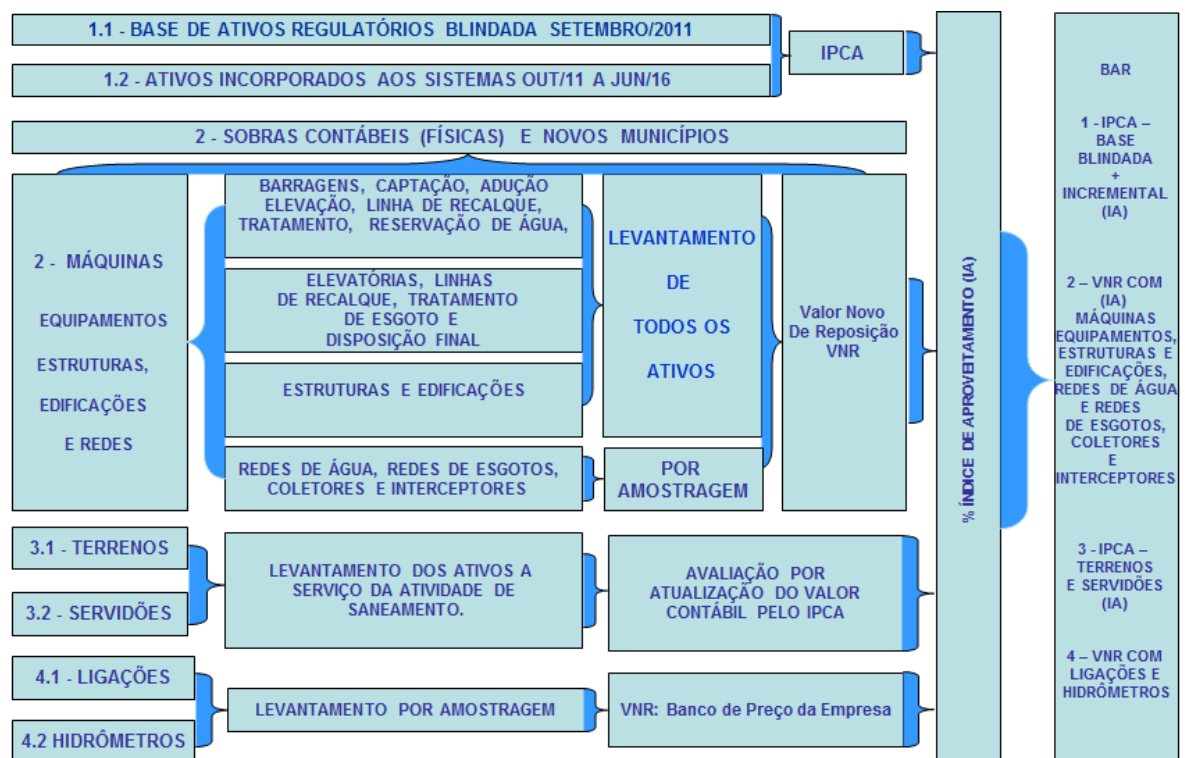 1.1 - BASE DE ATIVOS REGULATÓRIOS BLINDADA SETEMBRO/2011
1.2 - ATIVOS INCORPORADOS AOS SISTEMAS OUT/11 A JUN/16
IPCA
2 - SOBRAS CONTÁBEIS (FÍSICAS) E NOVOS MUNICÍPIOS
2 - MÁQUINAS
EQUIPAMENTOS
ESTRUTURAS,
EDIFICAÇÕES
E REDES
BARRAGENS, CAPTAÇÃO, ADUÇÃO
ELEVAÇÃO, LINHA DE RECALQUE,
TRATAMENTO, RESERVAÇÃO DE ÁGUA,
ELEVATÓRIAS, LINHAS
DE RECALQUE, TRATAMENTO
DE ESGOTO E
DISPOSIÇÃO FINAL
ESTRUTURAS E EDIFICAÇÕES
REDES DE ÁGUA, REDES DE ESGOTOS,
COLETORES E INTERCEPTORES
LEVANTAMENTO
DE
TODOS OS
ATIVOS
POR
AMOSTRAGEM
Valor Novo
De Reposição
VNR
3.1 - TERRENOS
3.2 - SERVIDÕES
LEVANTAMENTO DOS ATIVOS A
SERVIÇO DA ATIVIDADE DE
SANEAMENTO.
AVALIAÇÃO POR
ATUALIZAÇÃO DO VALOR
CONTÁBIL PELO IPCA
4.1 - LIGAÇÕES
4.2 HIDRÔMETROS
LEVANTAMENTO POR AMOSTRAGEM
VNR: Banco de Preço da Empresa
% ÍNDICE DE APROVEITAMENTO (IA)
BAR
1 - IPCA –
BASE
BLINDADA
+
INCREMENTAL
(IA)
2 – VNR COM
(IA)
MÁQUINAS
EQUIPAMENTOS,
ESTRUTURAS E
EDIFICAÇÕES,
REDES DE ÁGUA
E REDES
DE ESGOTOS,
COLETORES
E
INTERCEPTORES
3 - IPCA –
TERRENOS
E SERVIDÕES
(IA)
4 – VNR COM
LIGAÇÕES E
HIDRÔMETROS